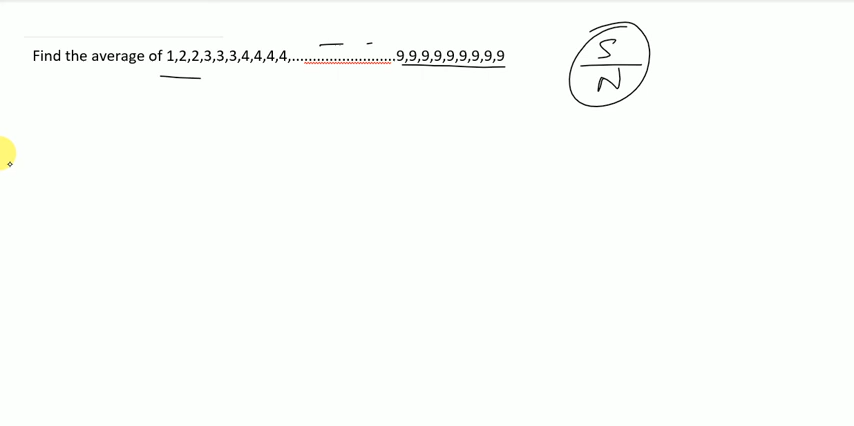 Find the average of 1,2,2,3,3,3,4,4,4,4,..........................9,9,9,9,9,9,9,9,9
S
N